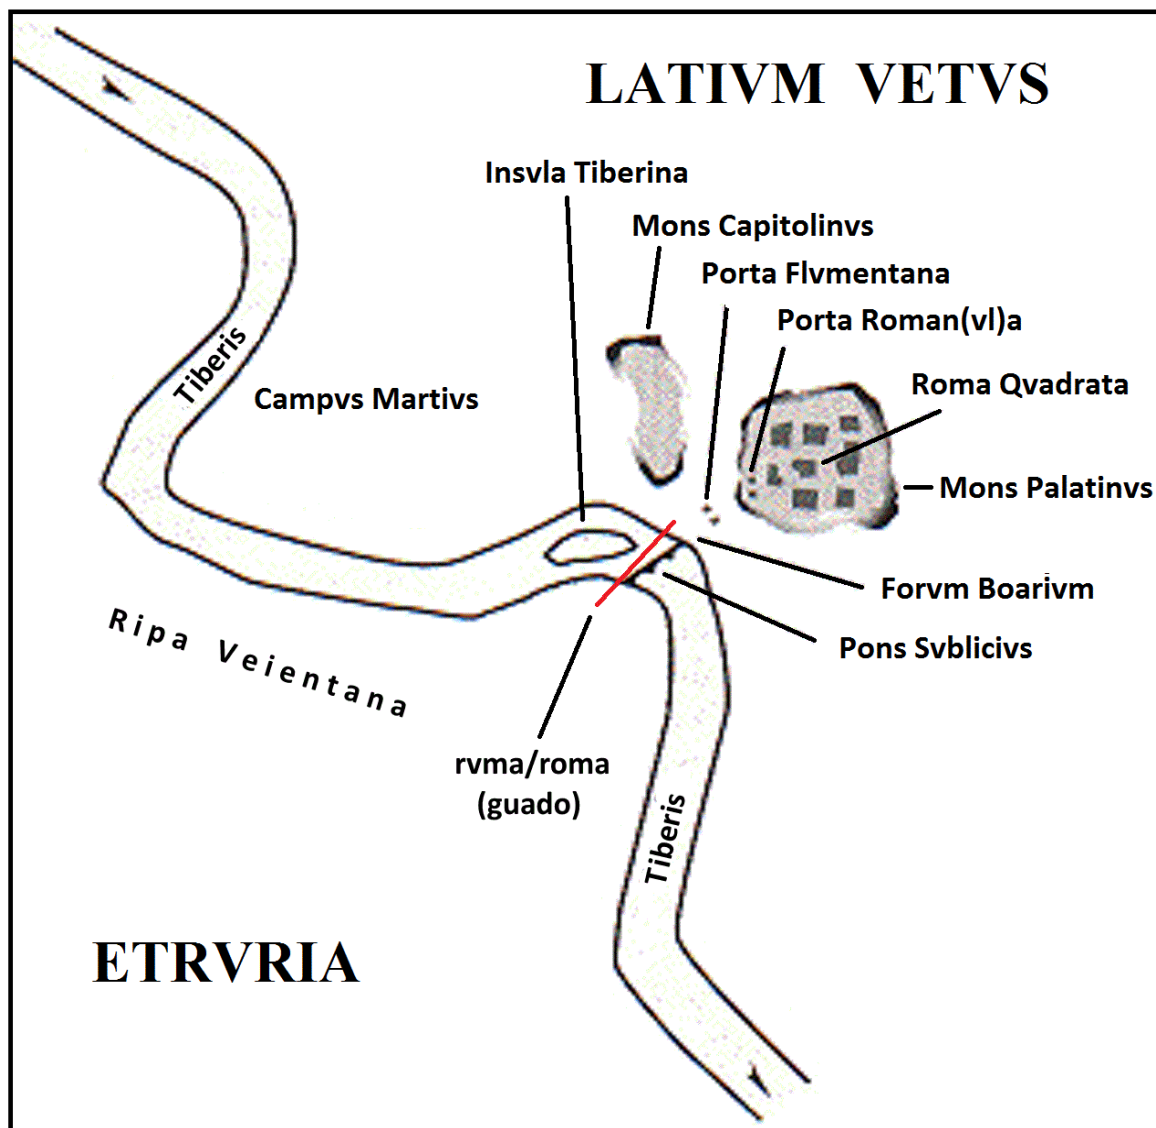 LATIVM VETVS
Insvla Tiberina
Mons Capitolinvs
Porta Flvmentana
Porta Roman(vl)a
Roma Qvadrata
Tiberis
Campvs Martivs
Mons Palatinvs
Forvm Boarivm
Ripa Veientana
Pons Svblicivs
rvma/roma
(guado)
Tiberis
ETRVRIA